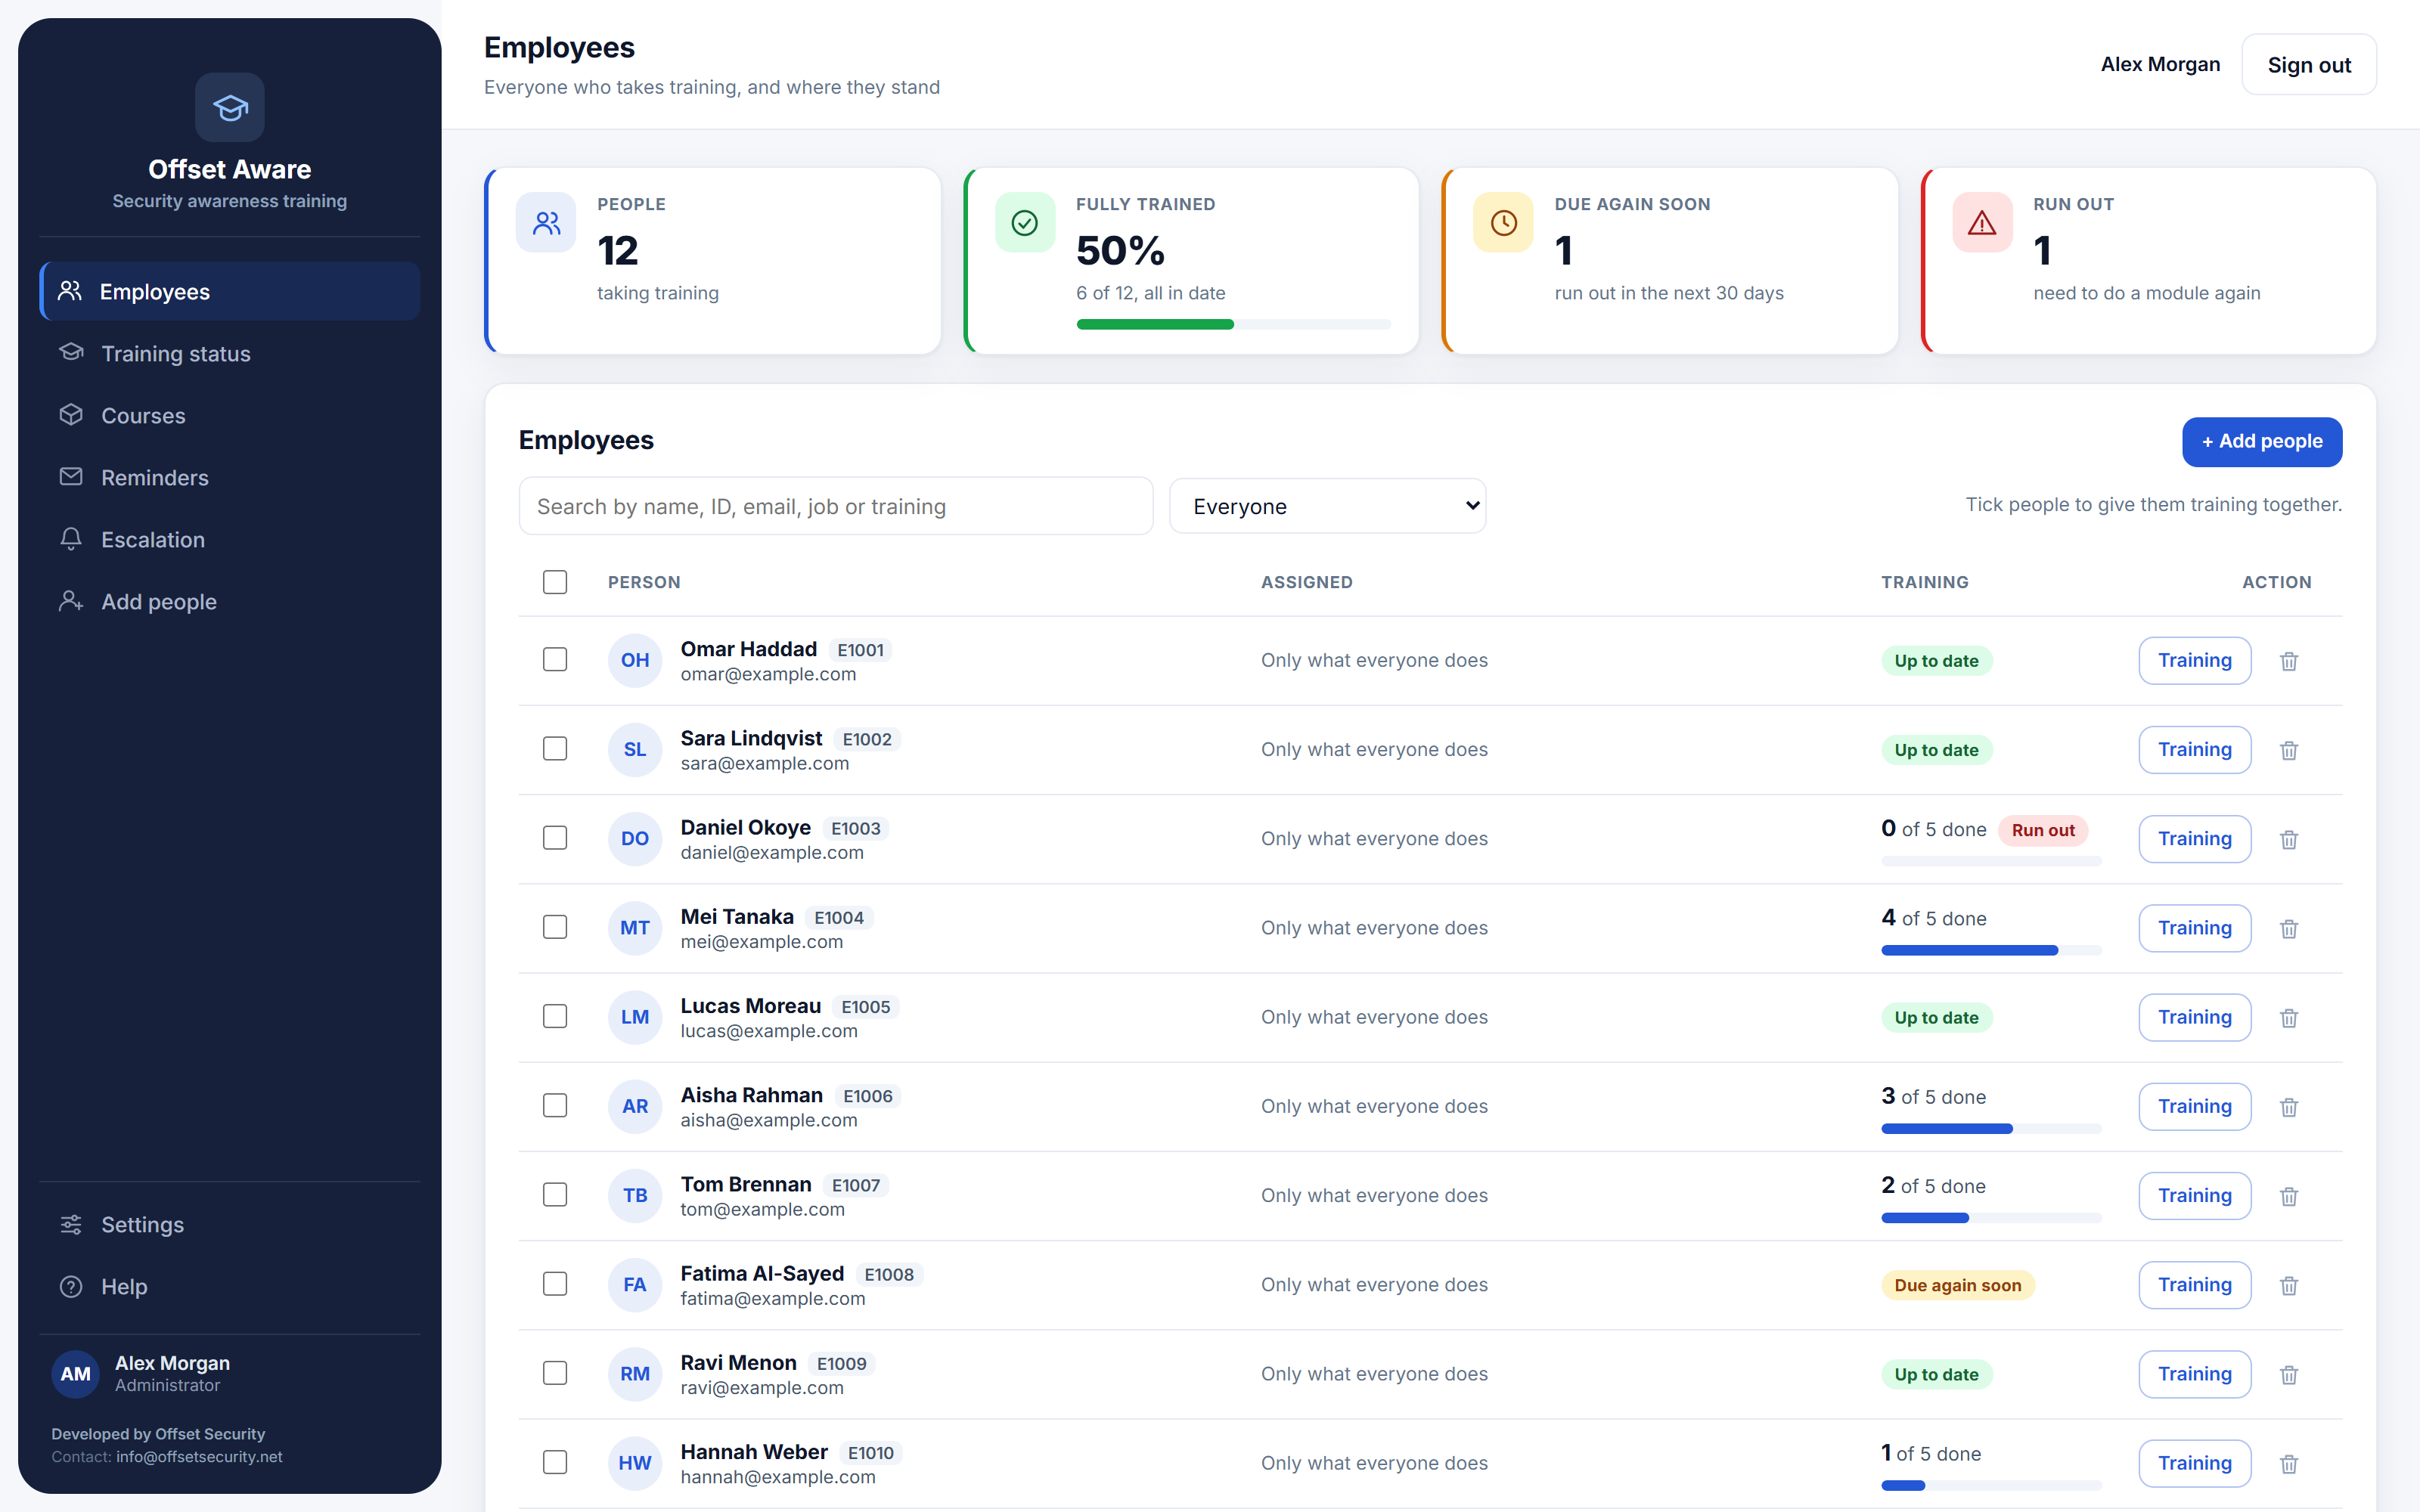 Offset Aware
Security awareness training
Employees
Training status
Courses
Reminders
Escalation
Add people
Settings
Help
AM
Alex Morgan
Administrator
Developed by Offset Security
Contact: info@offsetsecurity.net
Employees
Everyone who takes training, and where they stand
Alex Morgan
Sign out
PEOPLE
12
taking training
FULLY TRAINED
50%
6 of 12, all in date
DUE AGAIN SOON
1
run out in the next 30 days
RUN OUT
1
need to do a module again
Employees
+ Add people
Search by name, ID, email, job or training
Everyone
Tick people to give them training together.
PERSON ASSIGNED TRAINING ACTION
OH Omar Haddad E1001
omar@example.com
Only what everyone does
Up to date
Training
SL Sara Lindqvist E1002
sara@example.com
Only what everyone does
Up to date
Training
DO Daniel Okoye E1003
daniel@example.com
Only what everyone does
0 of 5 done Run out
Training
MT Mei Tanaka E1004
mei@example.com
Only what everyone does
4 of 5 done
Training
LM Lucas Moreau E1005
lucas@example.com
Only what everyone does
Up to date
Training
AR Aisha Rahman E1006
aisha@example.com
Only what everyone does
3 of 5 done
Training
TB Tom Brennan E1007
tom@example.com
Only what everyone does
2 of 5 done
Training
FA Fatima Al-Sayed E1008
fatima@example.com
Only what everyone does
Due again soon
Training
RM Ravi Menon E1009
ravi@example.com
Only what everyone does
Up to date
Training
HW Hannah Weber E1010
hannah@example.com
Only what everyone does
1 of 5 done
Training